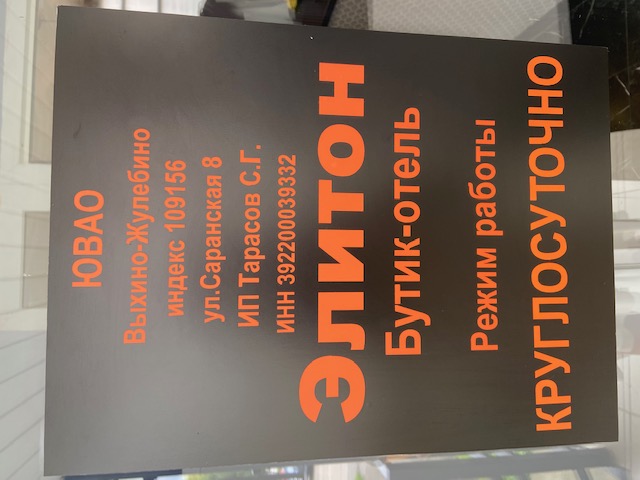 ЮВАО
Выхино-Жулебино
индекс 109156
ул.Саранская 8
ИП Тарасов С.Г.
ИНН 392200039332
ЭЛИТОН
Бутик-отель
Режим работы
КРУГЛОСУТОЧНО